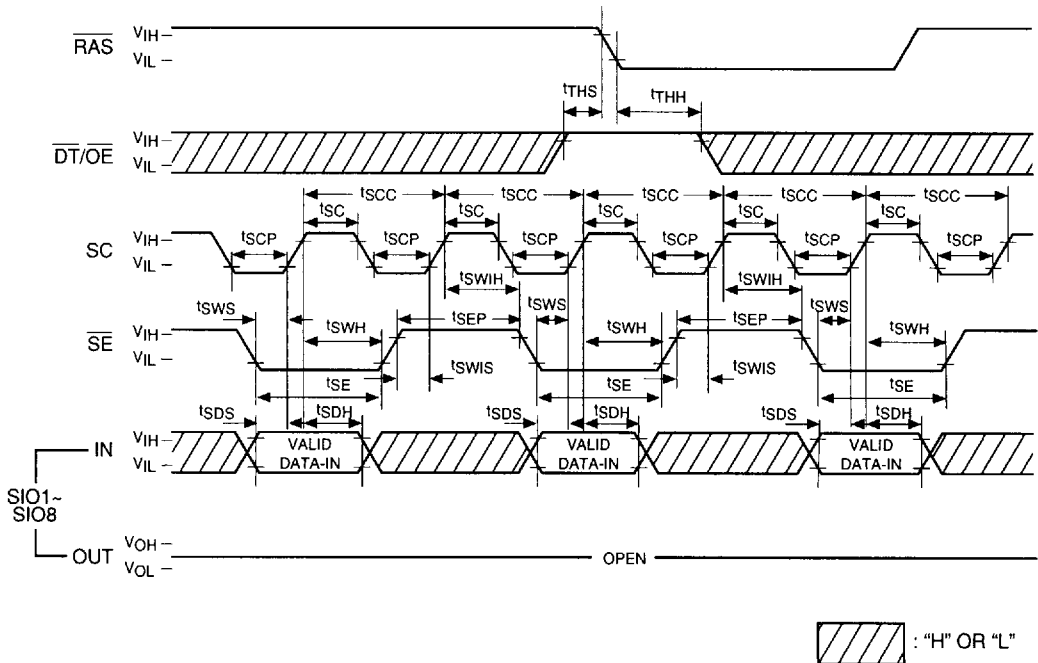 RAS VIH
VIL
tTHS tTHH
DT/OE VIH
VIL
tSCC tSCC tSCC tSCC tSCC
tSC tSC tSC tSC tSC
tSCP tSCP tSCP tSCP tSCP tSCP
SC VIH
VIL
tSWIH tSWIH
tSWS tSWH tSEP tSWS tSWH tSEP tSWS tSWH
SE VIH
VIL
tSE tSWIS tSE tSWIS tSE
tSDS tSDH tSDS tSDH tSDS tSDH
IN VIH VALID VALID VALID
VIL DATA-IN DATA-IN DATA-IN
SIO1~
SIO8
OUT VOH
VOL
OPEN
: "H" OR "L"